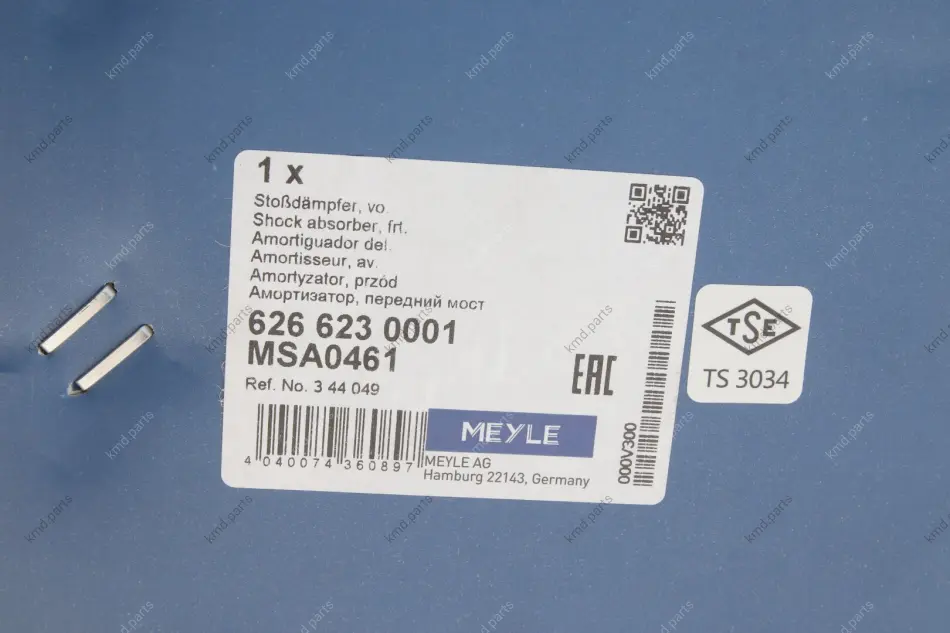 1 x
Stoßdämpfer, vo.
Shock absorber, frt.
Amortiguador del.
Amortisseur, av.
Amortyzator, przód
Амортизатор, передний мост
626 623 0001
MSA0461
Ref. No. 3 44 049
EAC
000V300
4 040074 360897
MEYLE
MEYLE AG
Hamburg 22143, Germany
TSE
TS 3034
kmd.parts